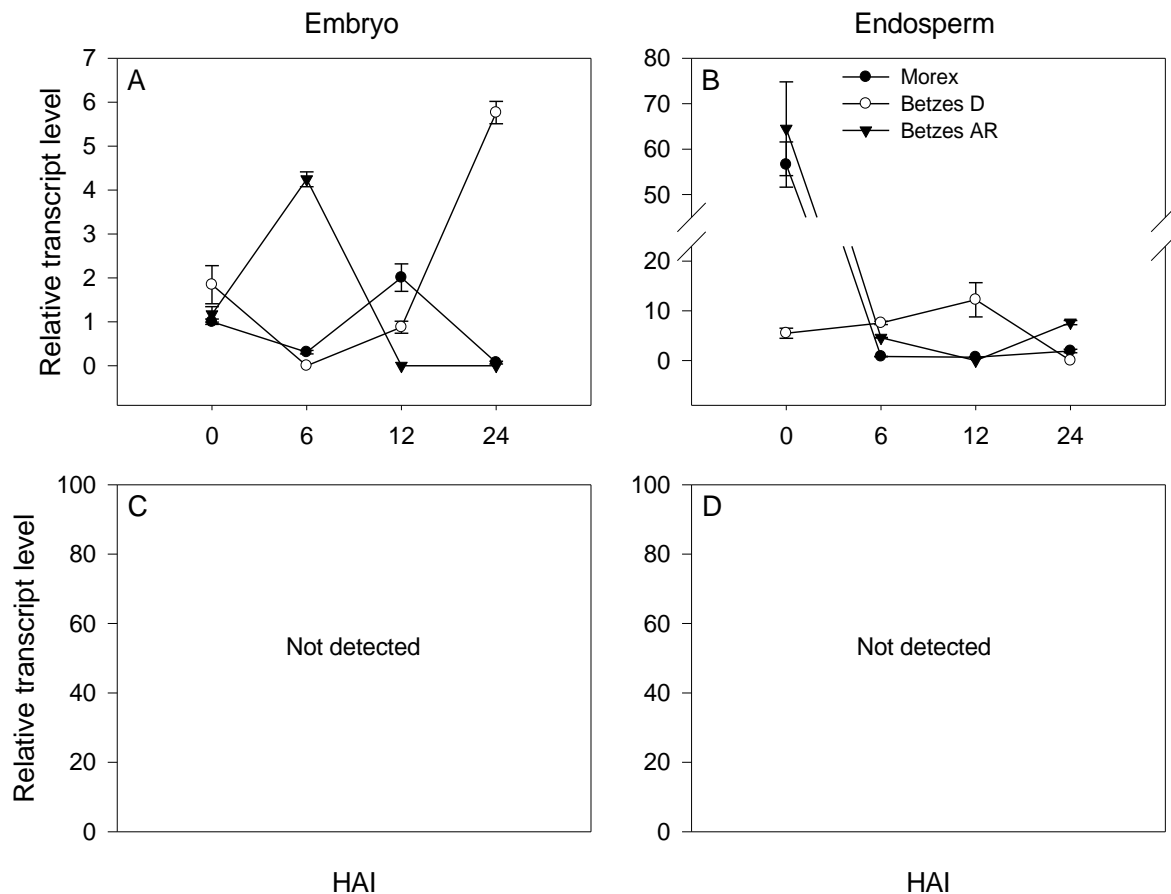 Embryo
Endosperm
A
Relative transcript level
7
6
5
4
3
2
1
0
0 6 12 24
B
80
70
60
50
20
10
0
Morex
Betzes D
Betzes AR
0 6 12 24
C
Relative transcript level
100
80
60
40
20
0
Not detected
HAI
D
100
80
60
40
20
0
Not detected
HAI